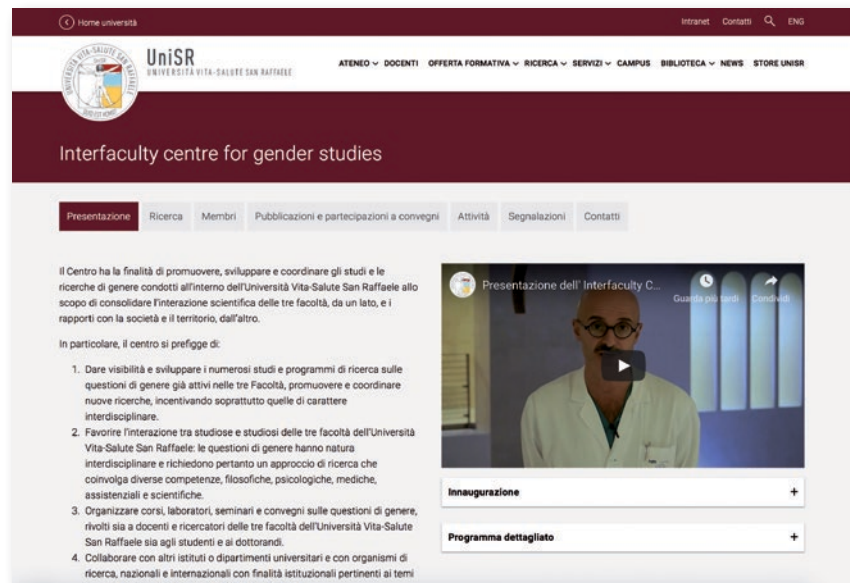 Home università
Intranet Contatti ENG
UniSR
UNIVERSITÀ VITA-SALUTE SAN RAFFAELE
ATENEO DOCENTI OFFERTA FORMATIVA RICERCA SERVIZI CAMPUS BIBLIOTECA NEWS STORE UNISR
Interfaculty centre for gender studies
Presentazione Ricerca Membri Pubblicazioni e partecipazioni a convegni Attività Segnalazioni Contatti
Il Centro ha la finalità di promuovere, sviluppare e coordinare gli studi e le
ricerche di genere condotti all'interno dell'Università Vita-Salute San Raffaele allo
scopo di consolidare l'interazione scientifica delle tre facoltà, da un lato, e i
rapporti con la società e il territorio, dall'altro.
In particolare, il centro si prefigge di:
1. Dare visibilità e sviluppare i numerosi studi e programmi di ricerca sulle
questioni di genere già attivi nelle tre Facoltà, promuovere e coordinare
nuove ricerche, incentivando soprattutto quelle di carattere
interdisciplinare.
2. Favorire l'interazione tra studiose e studiosi delle tre facoltà dell'Università
Vita-Salute San Raffaele: le questioni di genere hanno natura
interdisciplinare e richiedono pertanto un approccio di ricerca che
coinvolga diverse competenze, filosofiche, psicologiche, mediche,
assistenziali e scientifiche.
3. Organizzare corsi, laboratori, seminari e convegni sulle questioni di genere,
rivolti sia a docenti e ricercatori delle tre facoltà dell'Università Vita-Salute
San Raffaele sia agli studenti e ai dottorandi.
4. Collaborare con altri istituti o dipartimenti universitari e con organismi di
ricerca, nazionali e internazionali con finalità istituzionali pertinenti ai temi
Presentazione dell' Interfaculty C...
Guarda più tardi Condividi
Innaugurazione +
Programma dettagliato +